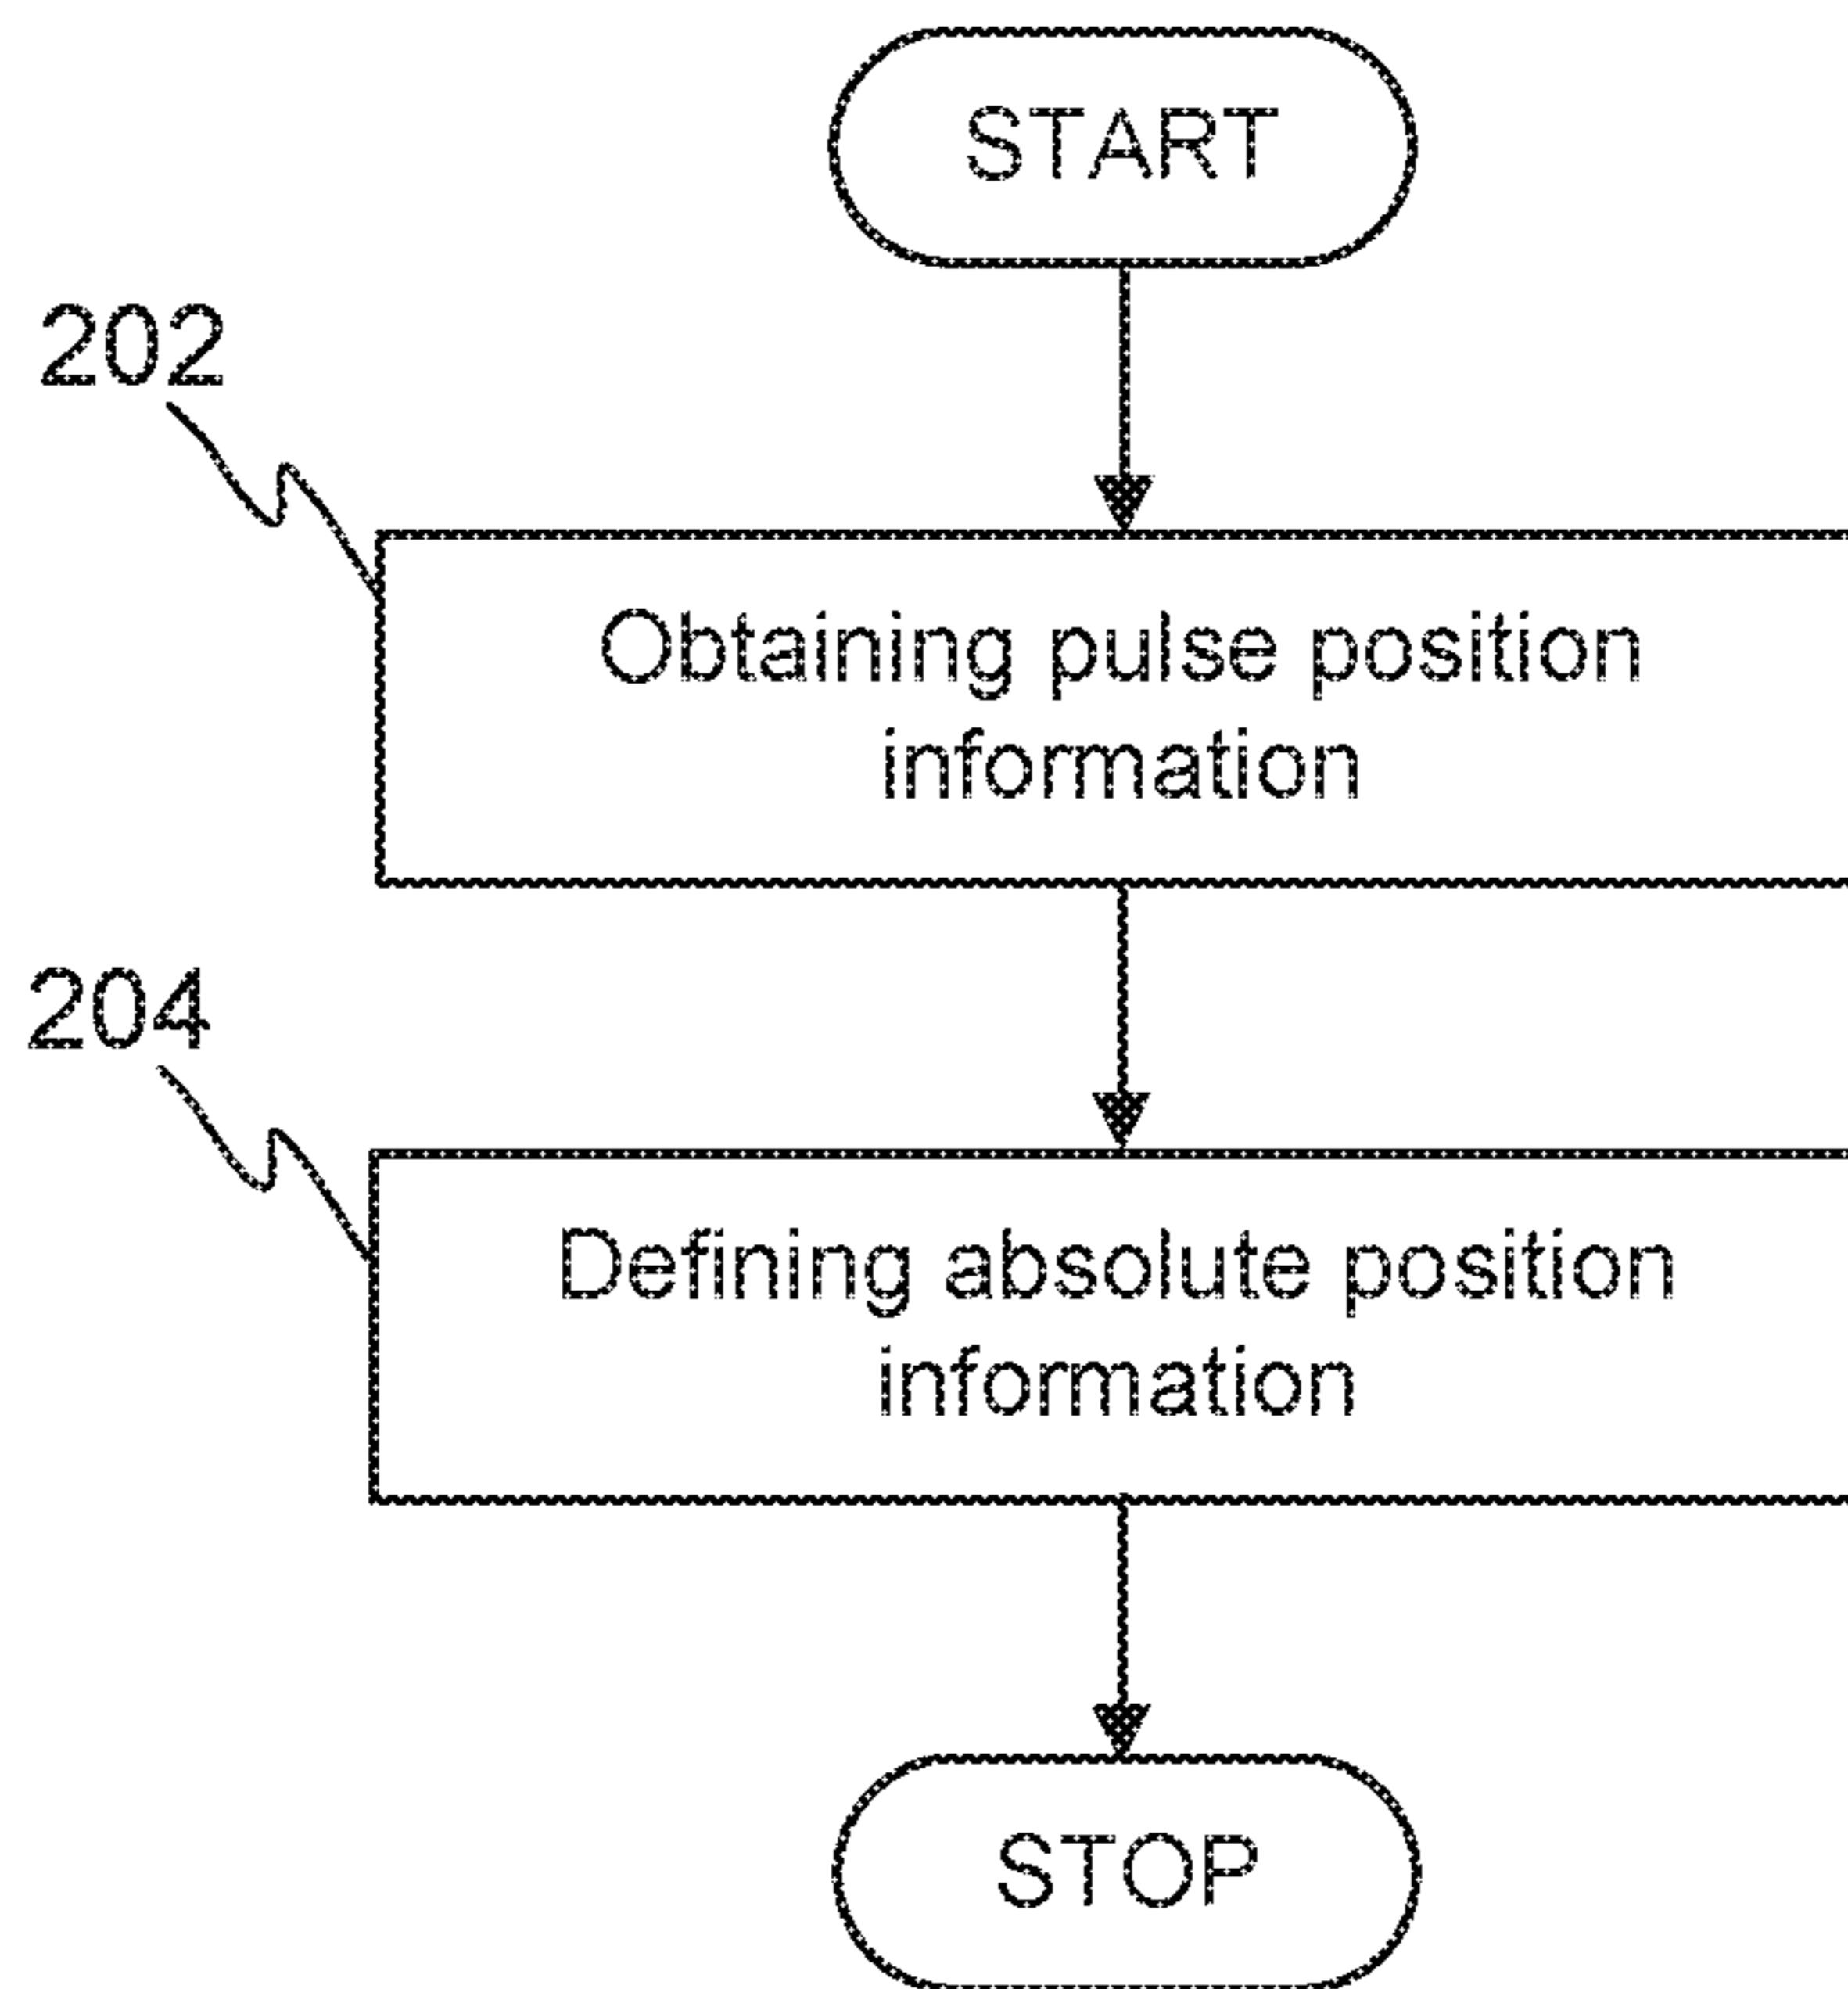 START
202
Obtaining pulse position
information
204
Defining absolute position
information
STOP